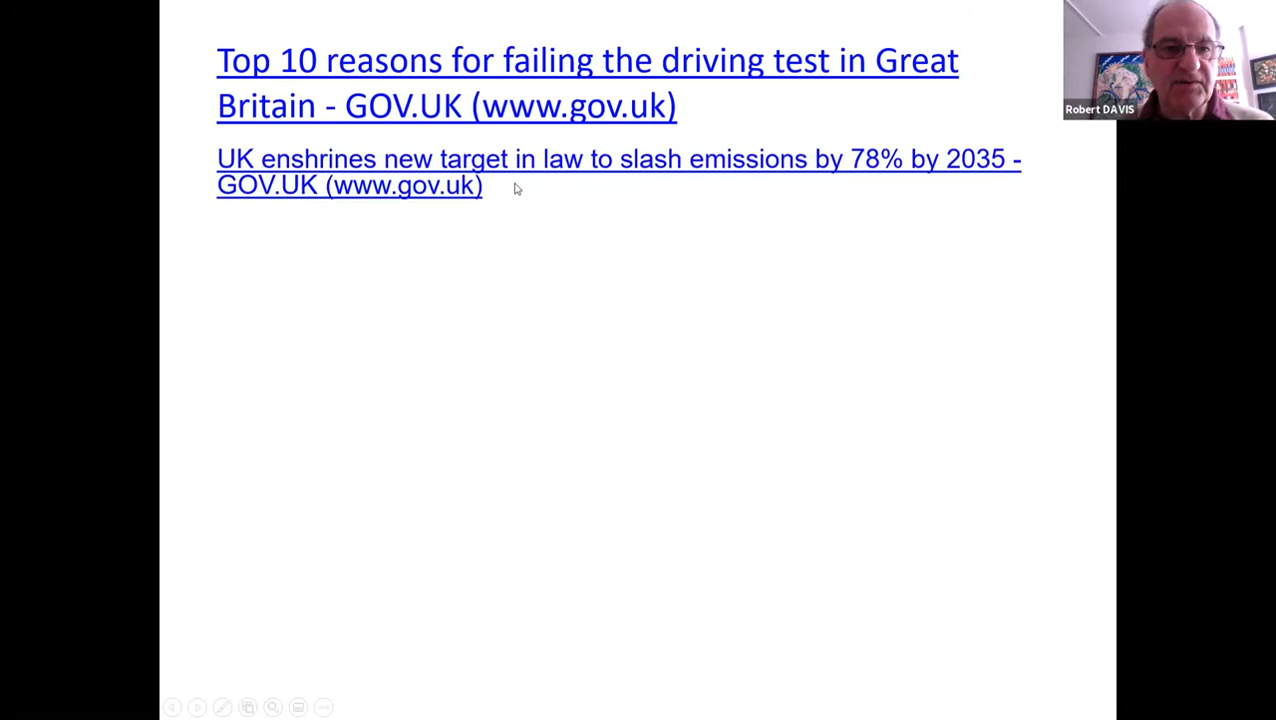 Top 10 reasons for failing the driving test in Great
Britain - GOV.UK (www.gov.uk)
UK enshrines new target in law to slash emissions by 78% by 2035 -
GOV.UK (www.gov.uk)
Robert DAVIS